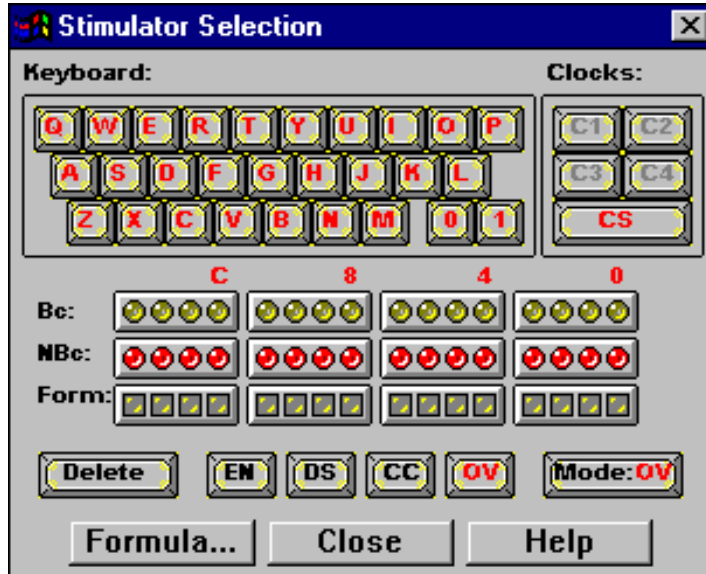 Stimulator Selection
Keyboard: Clocks:
Q W E R T Y U I O P C1 C2
A S D F G H J K L C3 C4
Z X C V B N M 0 1 CS
C 8 4 0
Bc:
NBc:
Form:
Delete EN DS CC OV Mode:OV
Formula... Close Help